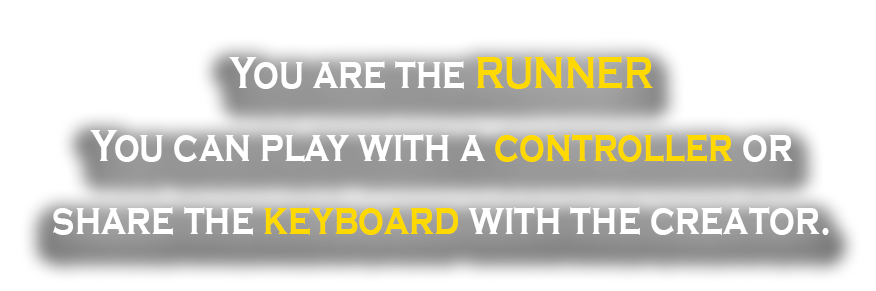 You are the RUNNER
You can play with a controller or
share the keyboard with the creator.